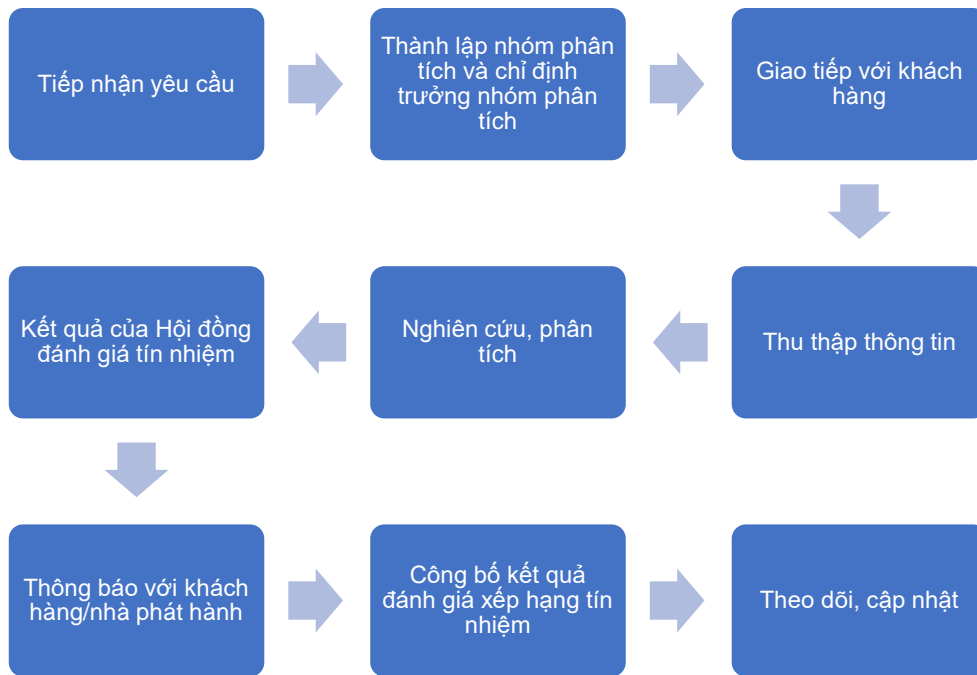 Tiếp nhận yêu cầu
Thành lập nhóm phân
tích và chỉ định
trưởng nhóm phân
tích
Giao tiếp với khách
hàng
Thu thập thông tin
Nghiên cứu, phân
tích
Kết quả của Hội đồng
đánh giá tín nhiệm
Thông báo với khách
hàng/nhà phát hành
Công bố kết quả
đánh giá xếp hạng tín
nhiệm
Theo dõi, cập nhật